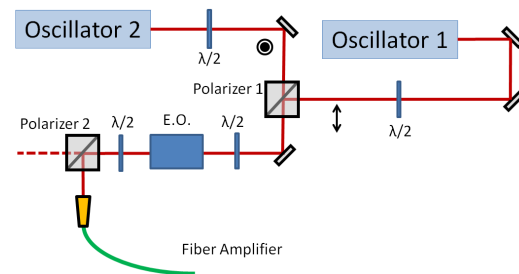 Oscillator 2
Oscillator 1
λ/2
Polarizer 1
λ/2
Polarizer 2
λ/2
E.O.
λ/2
Fiber Amplifier